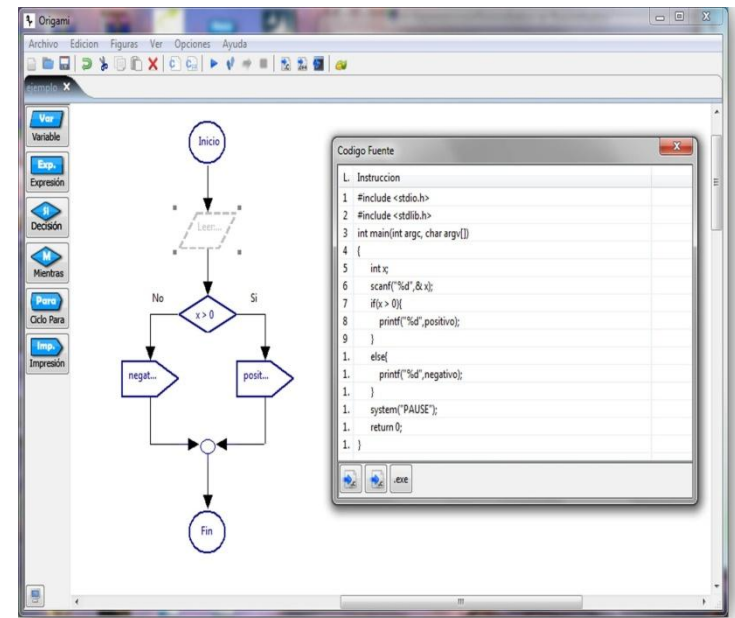 Origami
Archivo Edicion Figuras Ver Opciones Ayuda
ejemplo X
Var
Variable
Exp.
Expresión
SI
Decisión
M
Mientras
Para
Ciclo Para
Imp.
Impresión
Inicio
Leer:...
No
Si
x > 0
negat...
posit...
Fin
Codigo Fuente
L. Instruccion
1 #include <stdio.h>
2 #include <stdlib.h>
3 int main(int argc, char argv[])
4 {
5 int x;
6 scanf("%d",& x);
7 if(x > 0){
8 printf("%d",positivo);
9 }
1. else{
1. printf("%d",negativo);
1. }
1. system("PAUSE");
1. return 0;
1. }
.exe